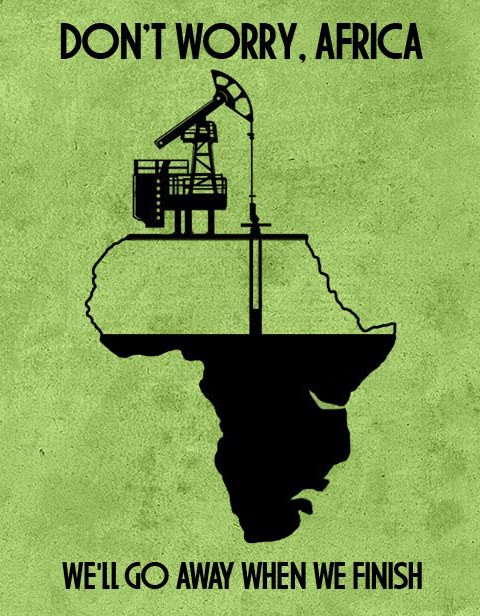 DON'T WORRY, AFRICA
WE'LL GO AWAY WHEN WE FINISH